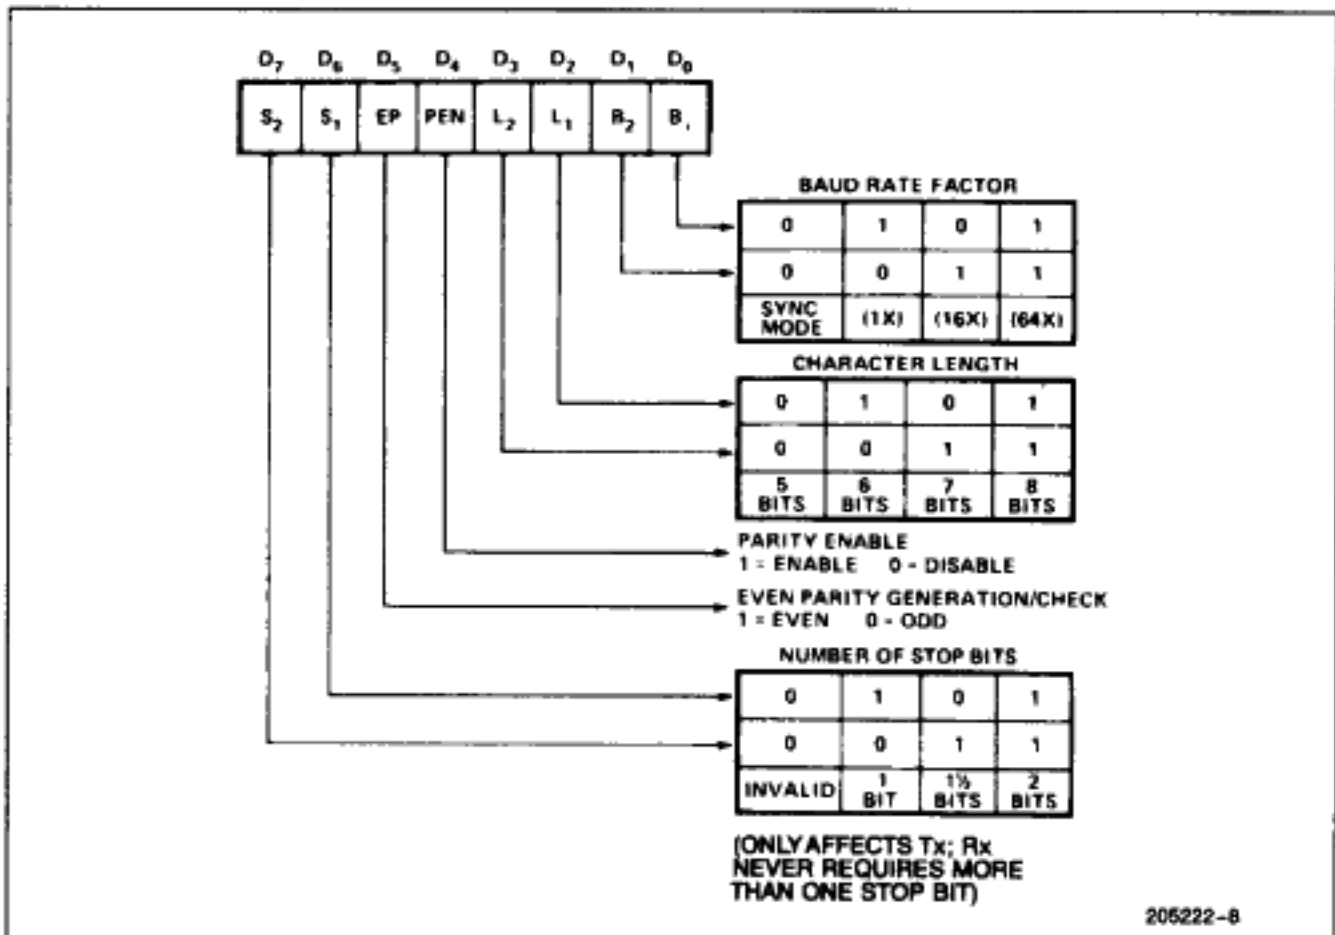 D7 D6 D5 D4 D3 D2 D1 D0
S2 S1 EP PEN L2 L1 B2 B1
BAUD RATE FACTOR
0 1 0 1
0 0 1 1
SYNC MODE (1X) (16X) (64X)
CHARACTER LENGTH
0 1 0 1
0 0 1 1
5 BITS 6 BITS 7 BITS 8 BITS
PARITY ENABLE
1 = ENABLE 0 - DISABLE
EVEN PARITY GENERATION/CHECK
1 = EVEN 0 - ODD
NUMBER OF STOP BITS
0 1 0 1
0 0 1 1
INVALID 1 BIT 1½ BITS 2 BITS
(ONLY AFFECTS Tx; Rx
NEVER REQUIRES MORE
THAN ONE STOP BIT)
205222-8